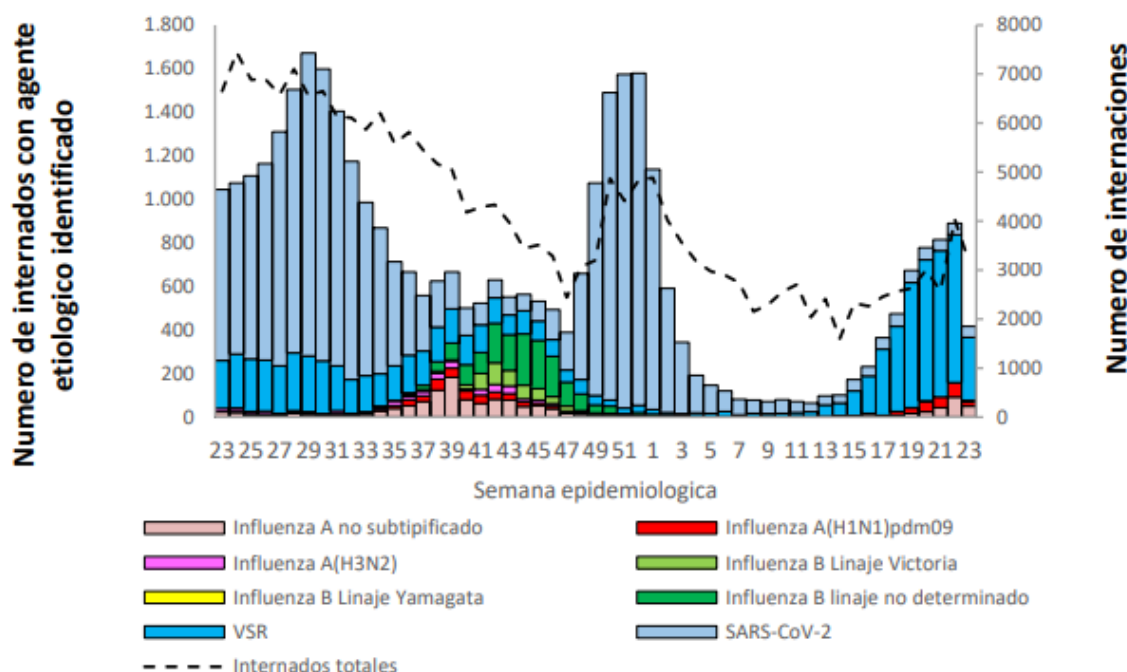 Numero de internados con agente
etiologico identificado
1.800
1.600
1.400
1.200
1.000
800
600
400
200
0
8000
7000
6000
5000
4000
3000
2000
1000
0
Numero de internaciones
23 25 27 29 31 33 35 37 39 41 43 45 47 49 51 1 3 5 7 9 11 13 15 17 19 21 23
Semana epidemiologica
Influenza A no subtipificado
Influenza A(H1N1)pdm09
Influenza A(H3N2)
Influenza B Linaje Victoria
Influenza B Linaje Yamagata
Influenza B linaje no determinado
VSR
SARS-CoV-2
Internados totales